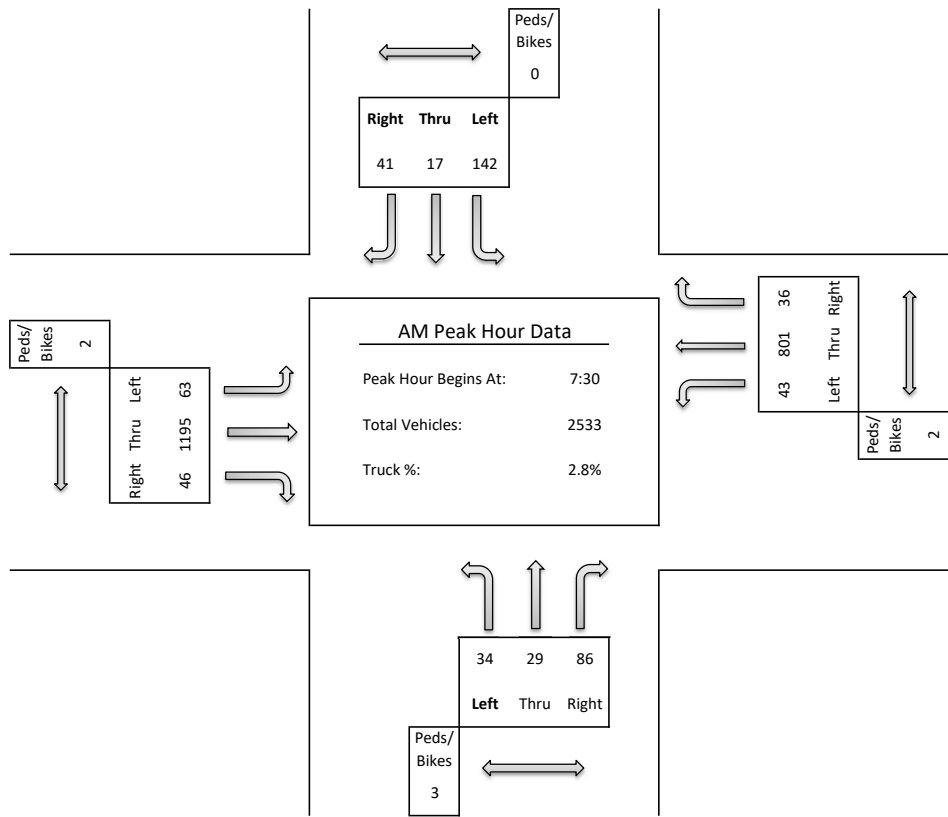 Peds/
Bikes
0
Right Thru Left
41 17 142
Peds/
Bikes
2
Left 63
Thru 1195
Right 46
AM Peak Hour Data
Peak Hour Begins At: 7:30
Total Vehicles: 2533
Truck %: 2.8%
36 Right
801 Thru
43 Left
Peds/
Bikes
2
34 29 86
Left Thru Right
Peds/
Bikes
3